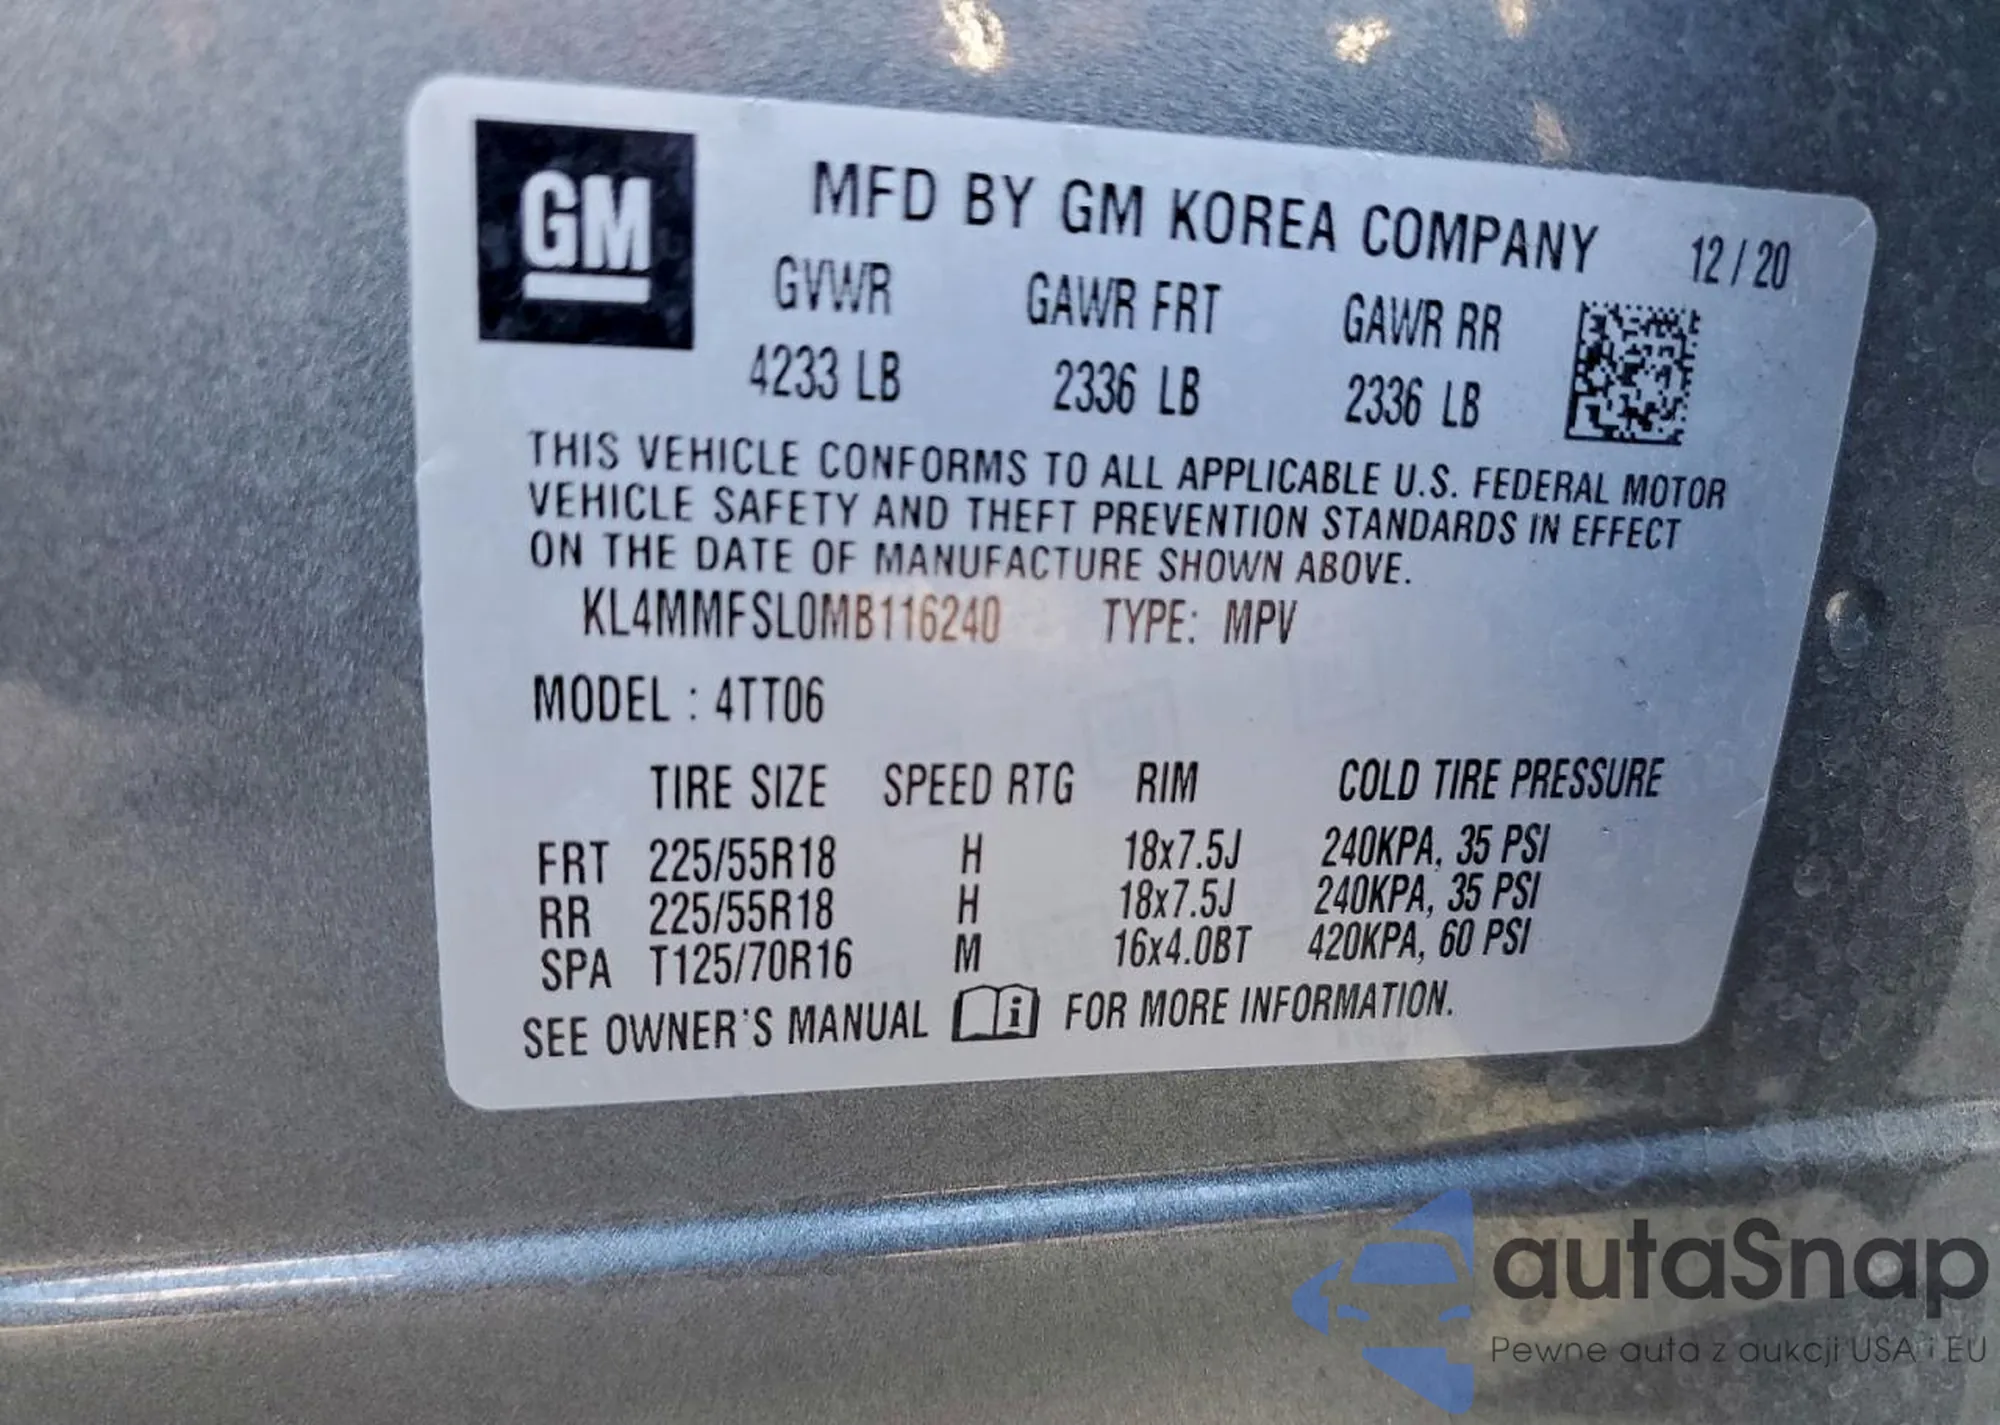 GM
MFD BY GM KOREA COMPANY 12/20
GVWR GAWR FRT GAWR RR
4233 LB 2336 LB 2336 LB
THIS VEHICLE CONFORMS TO ALL APPLICABLE U.S. FEDERAL MOTOR
VEHICLE SAFETY AND THEFT PREVENTION STANDARDS IN EFFECT
ON THE DATE OF MANUFACTURE SHOWN ABOVE.
KL4MMFSL0MB116240 TYPE: MPV
MODEL : 4TT06
TIRE SIZE SPEED RTG RIM COLD TIRE PRESSURE
FRT 225/55R18 H 18x7.5J 240KPA, 35 PSI
RR 225/55R18 H 18x7.5J 240KPA, 35 PSI
SPA T125/70R16 M 16x4.0BT 420KPA, 60 PSI
SEE OWNER'S MANUAL i FOR MORE INFORMATION.
autaSnap
Pewne auta z aukcji USA i EU